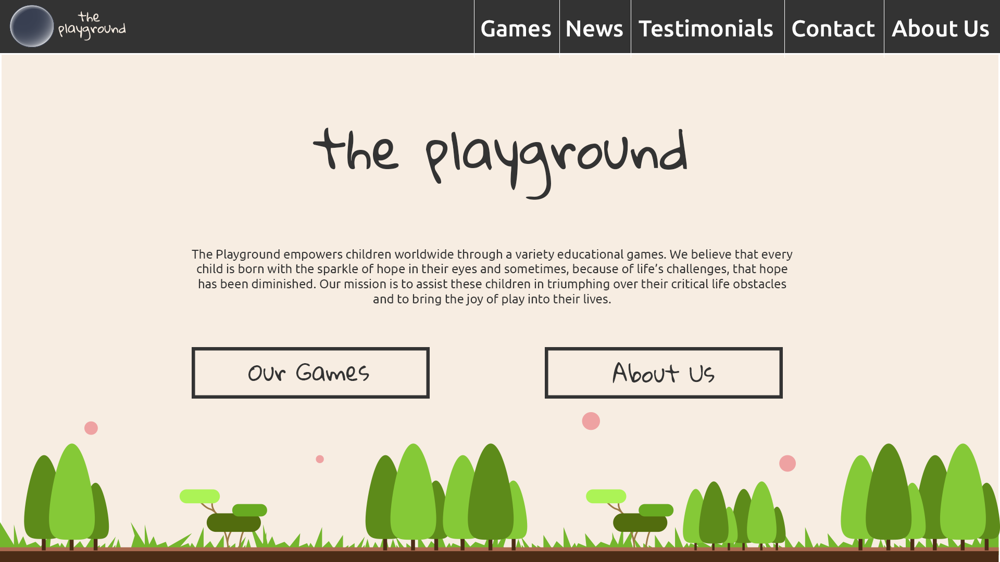 the
playground
Games News Testimonials Contact About Us
the playground
The Playground empowers children worldwide through a variety educational games. We believe that every
child is born with the sparkle of hope in their eyes and sometimes, because of life’s challenges, that hope
has been diminished. Our mission is to assist these children in triumphing over their critical life obstacles
and to bring the joy of play into their lives.
Our Games
About Us